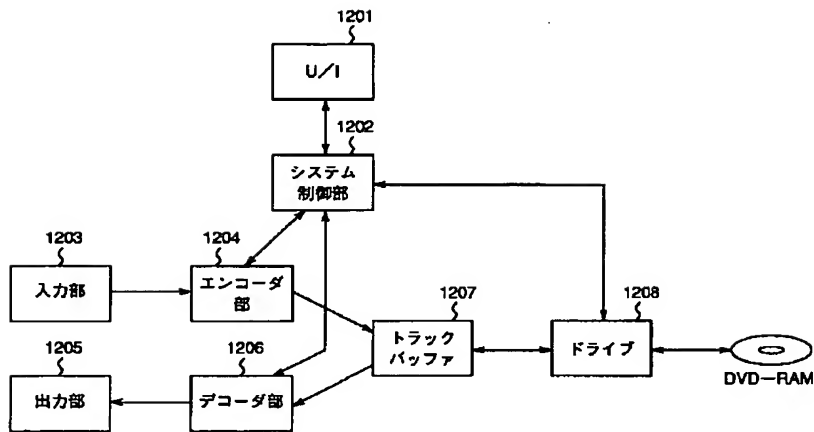 1201
U/I
1202
システム
制御部
1203
入力部
1204
エンコーダ
部
1207
トラック
バッファ
1208
ドライブ
DVD-RAM
1205
出力部
1206
デコーダ部